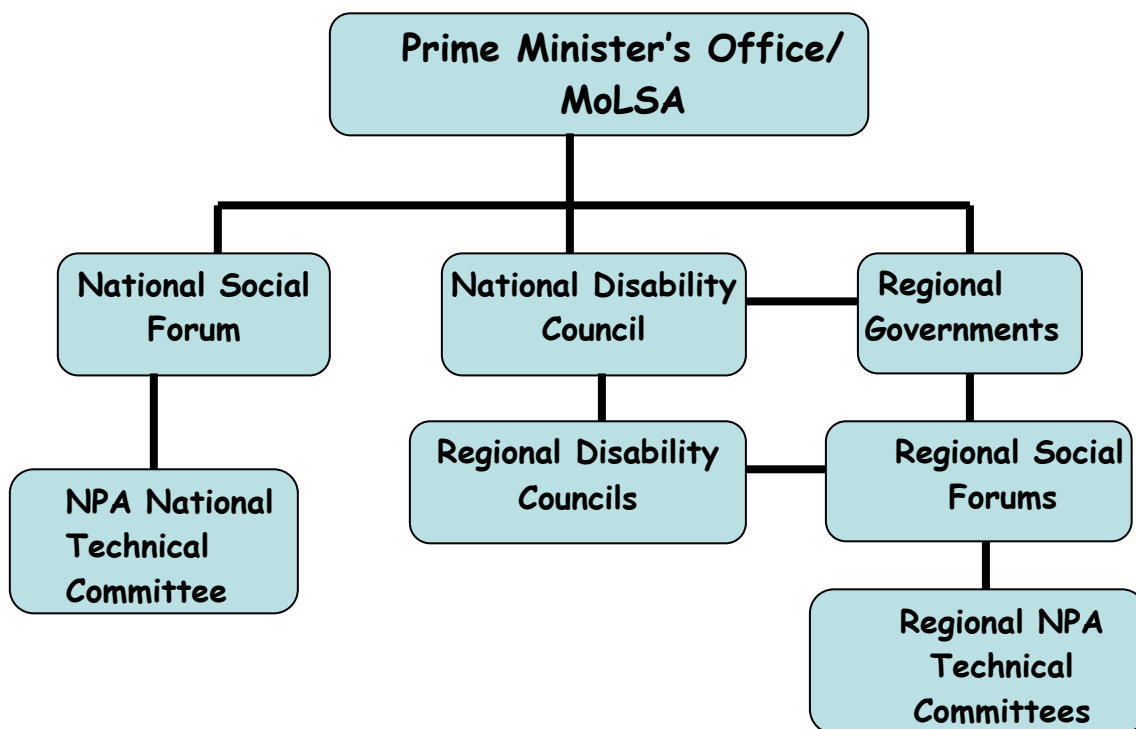 Prime Minister's Office/
MoLSA
National Social
Forum
National Disability
Council
Regional
Governments
Regional Disability
Councils
Regional Social
Forums
NPA National
Technical
Committee
Regional NPA
Technical
Committees